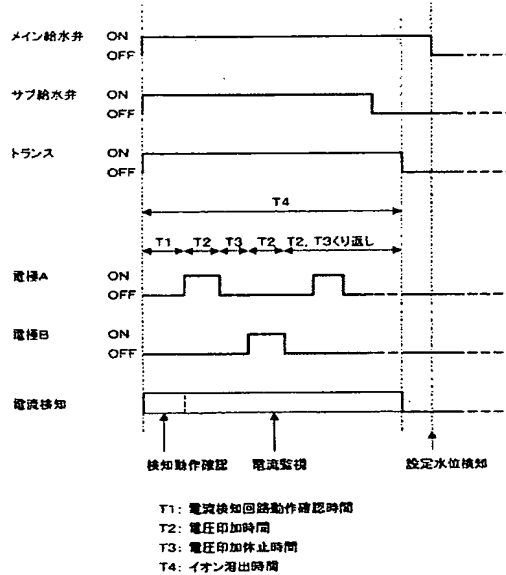 メイン給水弁 ON
OFF
サブ給水弁 ON
OFF
トランス ON
OFF
T4
T1 T2 T3 T2 T2, T3くり返し
電極A ON
OFF
電極B ON
OFF
電流検知
検知動作確認 電流監視 設定水位検知
T1: 電流検知回路動作確認時間
T2: 電圧印加時間
T3: 電圧印加休止時間
T4: イオン溶出時間